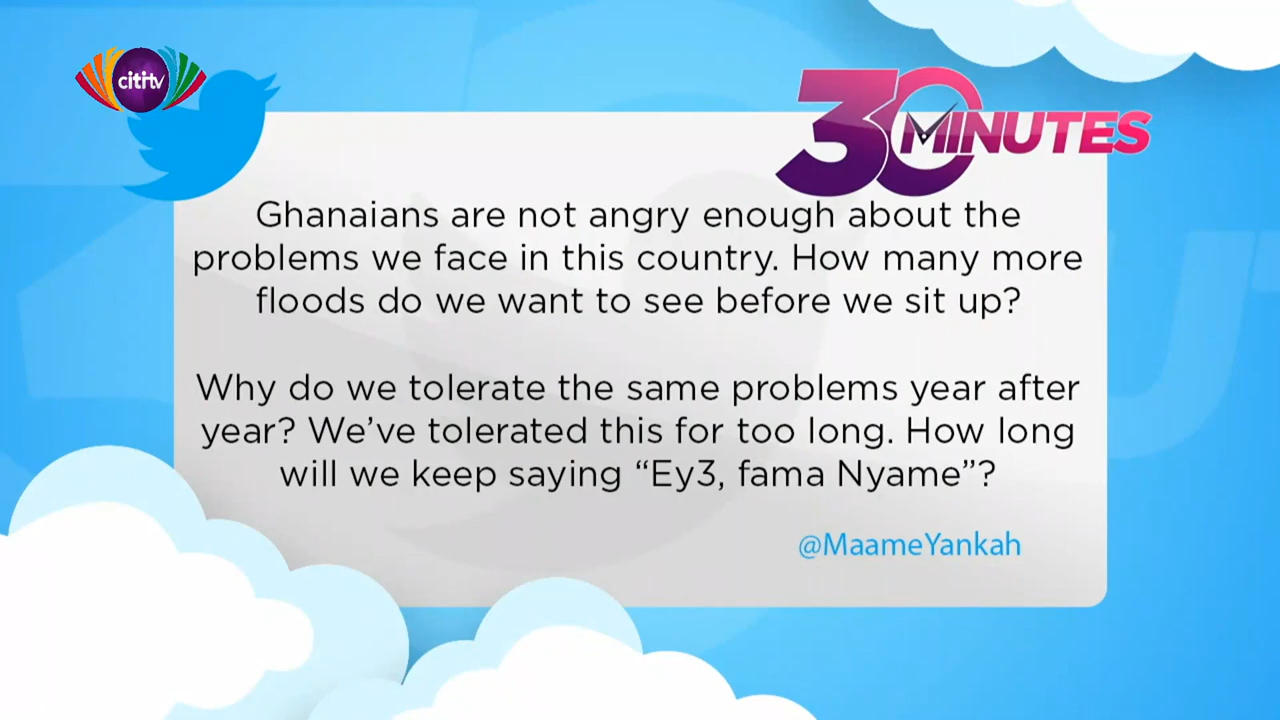 cititv
30 MINUTES
Ghanaians are not angry enough about the
problems we face in this country. How many more
floods do we want to see before we sit up?
Why do we tolerate the same problems year after
year? We’ve tolerated this for too long. How long
will we keep saying “Ey3, fama Nyame”?
@MaameYankah